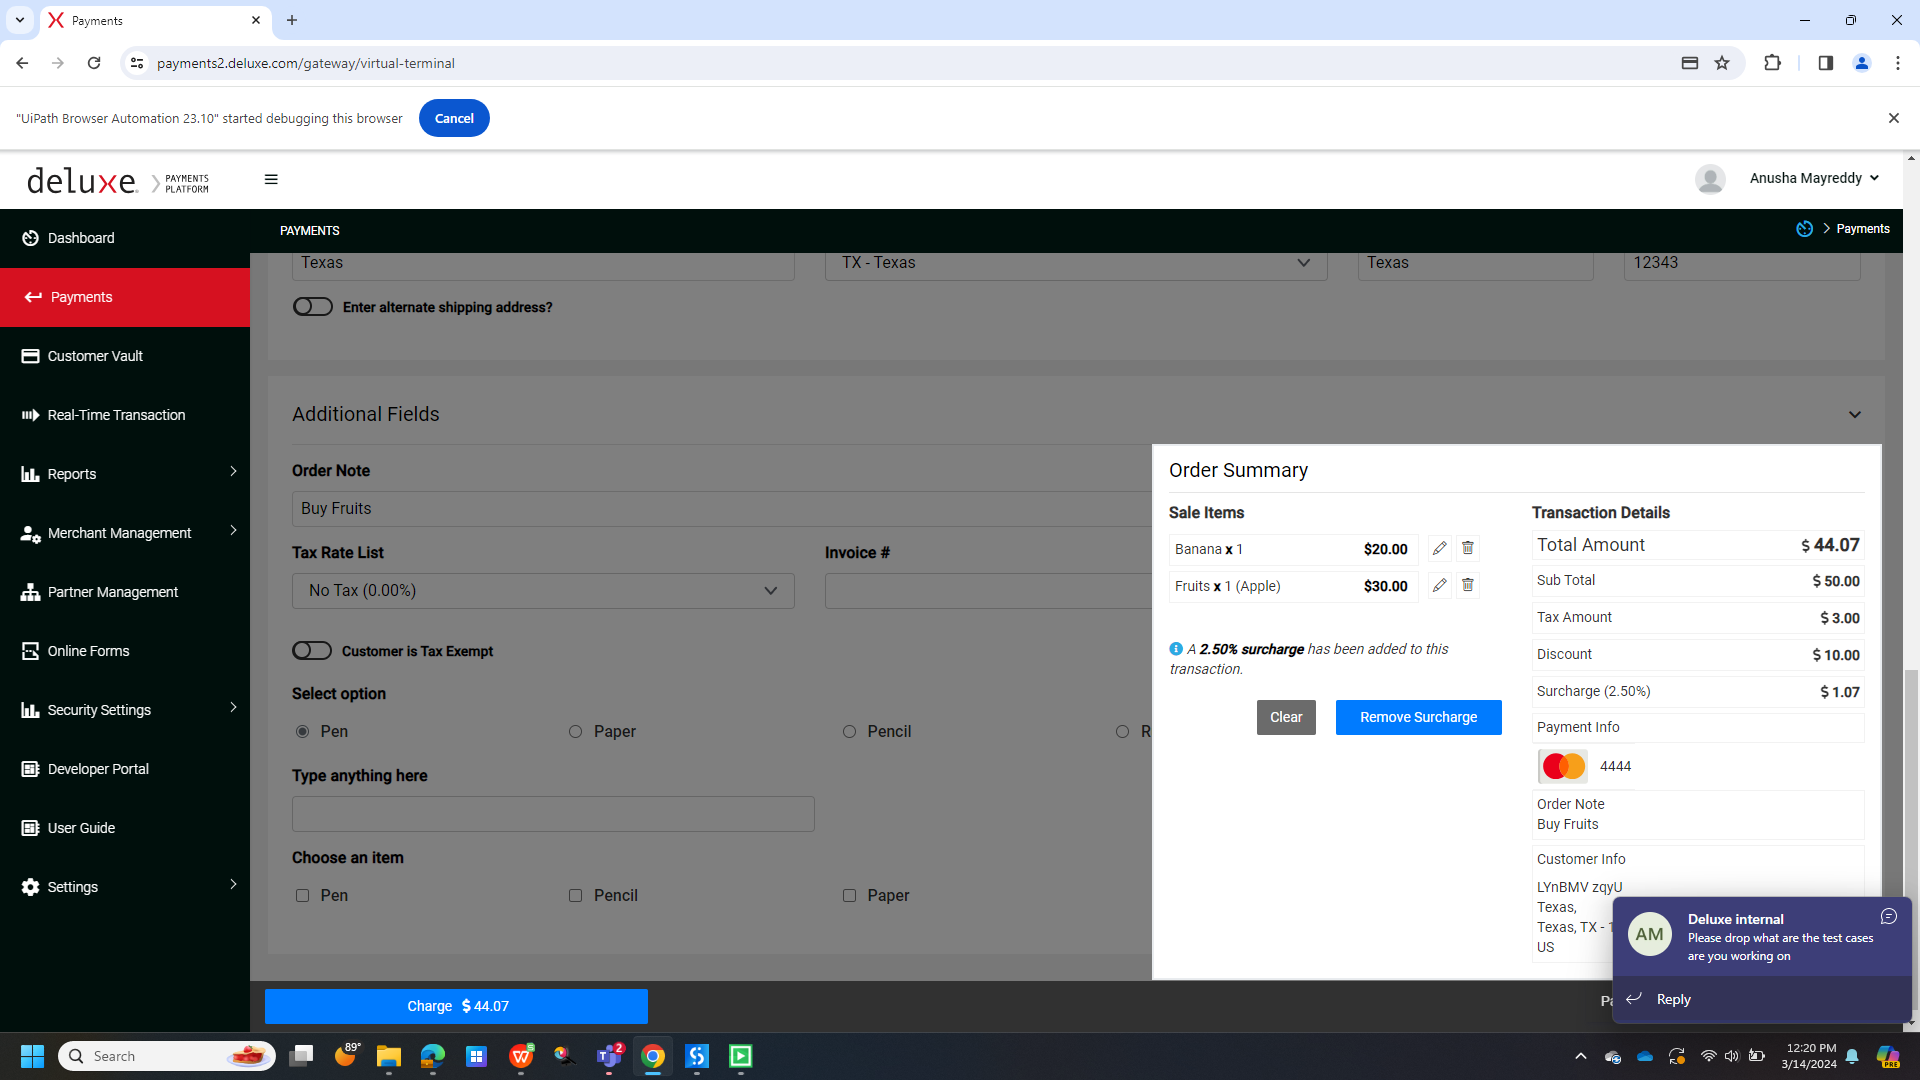 Payments
payments2.deluxe.com/gateway/virtual-terminal
"UiPath Browser Automation 23.10" started debugging this browser
Cancel
deluxe. PAYMENTS PLATFORM
Anusha Mayreddy
Dashboard
Payments
Customer Vault
Real-Time Transaction
Reports
Merchant Management
Partner Management
Online Forms
Security Settings
Developer Portal
User Guide
Settings
PAYMENTS
Payments
Texas
TX - Texas
Texas
12343
Enter alternate shipping address?
Additional Fields
Order Note
Buy Fruits
Tax Rate List
Invoice #
No Tax (0.00%)
Customer is Tax Exempt
Select option
Pen
Paper
Pencil
R
Type anything here
Choose an item
Pen
Pencil
Paper
Order Summary
Sale Items
Banana x 1 $20.00
Fruits x 1 (Apple) $30.00
A 2.50% surcharge has been added to this
transaction.
Clear
Remove Surcharge
Transaction Details
Total Amount $ 44.07
Sub Total $ 50.00
Tax Amount $ 3.00
Discount $ 10.00
Surcharge (2.50%) $ 1.07
Payment Info
4444
Order Note
Buy Fruits
Customer Info
LYnBMV zqyU
Texas,
Texas, TX - 1
US
AM
Deluxe internal
Please drop what are the test cases
are you working on
Reply
Charge $ 44.07
Pa
Search
89°
2
12:20 PM
3/14/2024
PRE